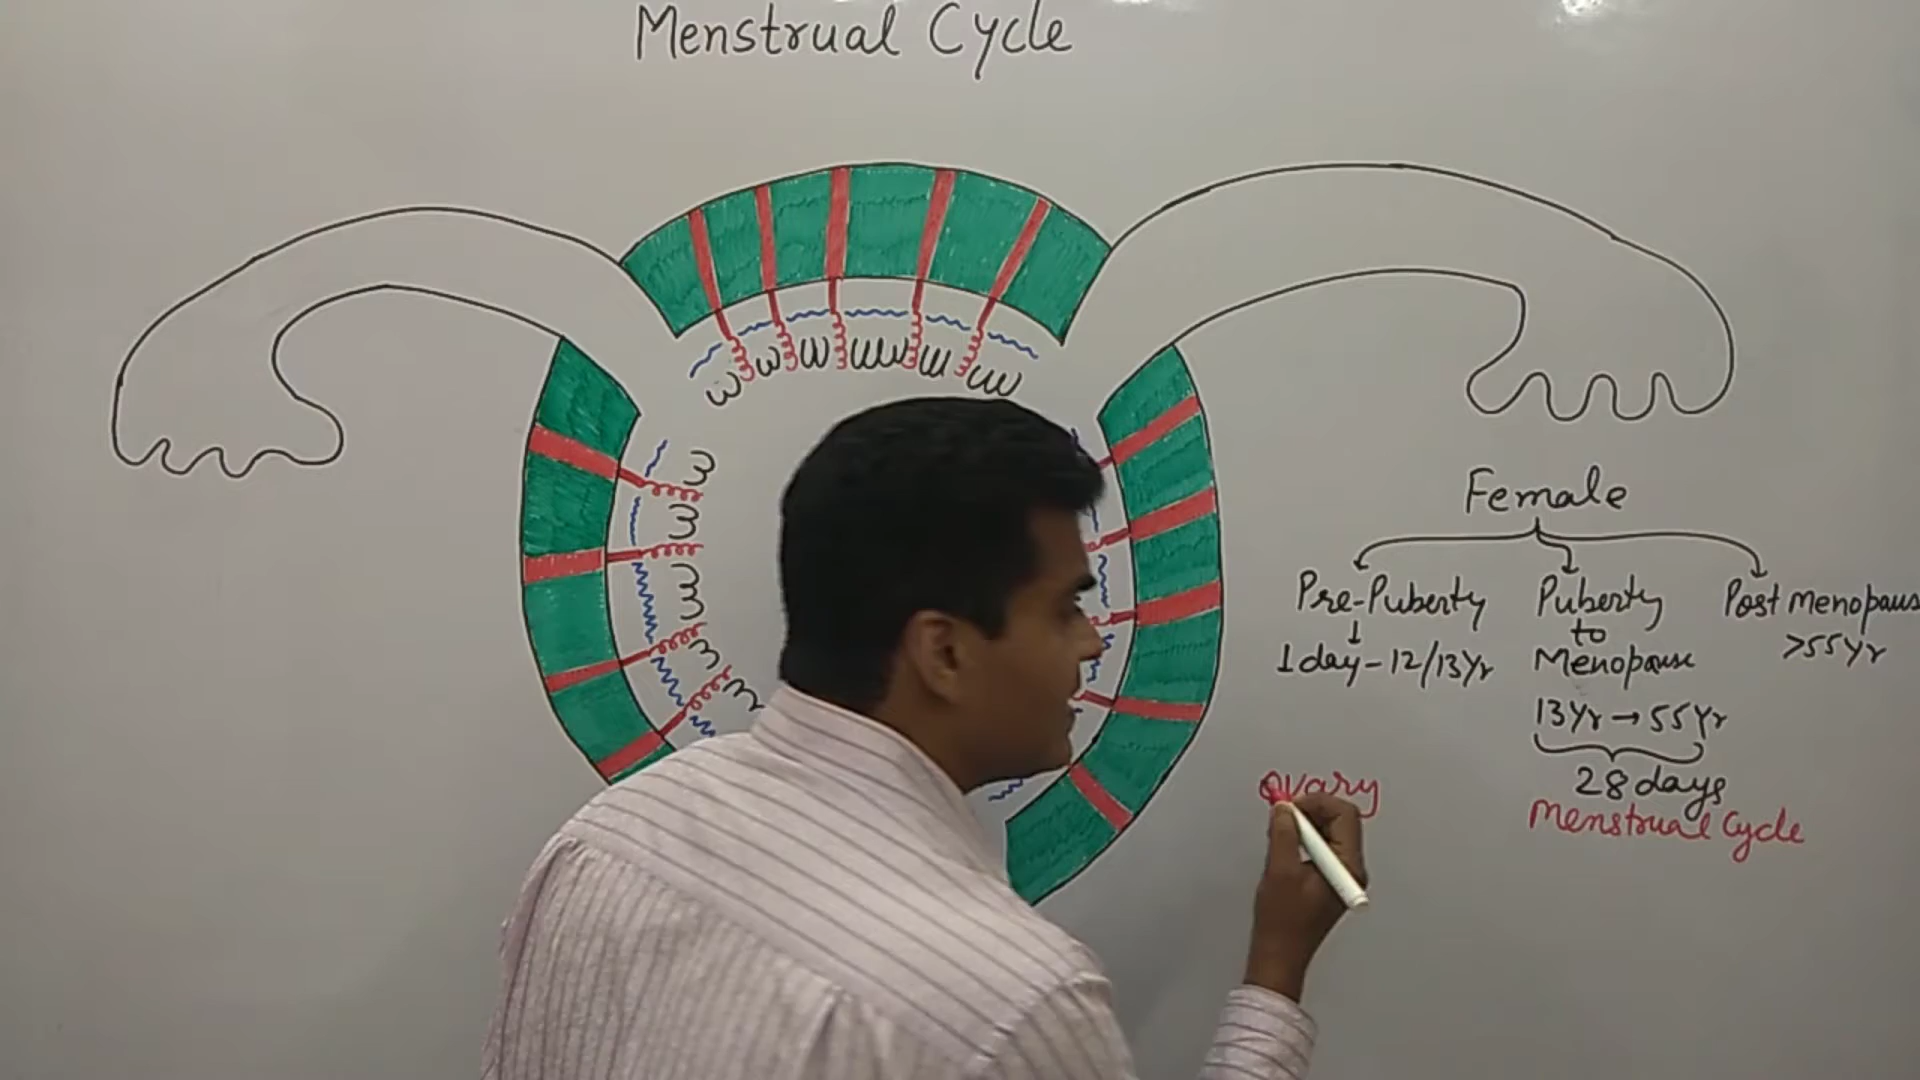 Menstrual Cycle
Female
Pre-Puberty
1day-12/13Yr
Puberty
to
Menopause
13Yr → 55Yr
28 days
Menstrual Cycle
Post Menopaus
>55Yr
ovary